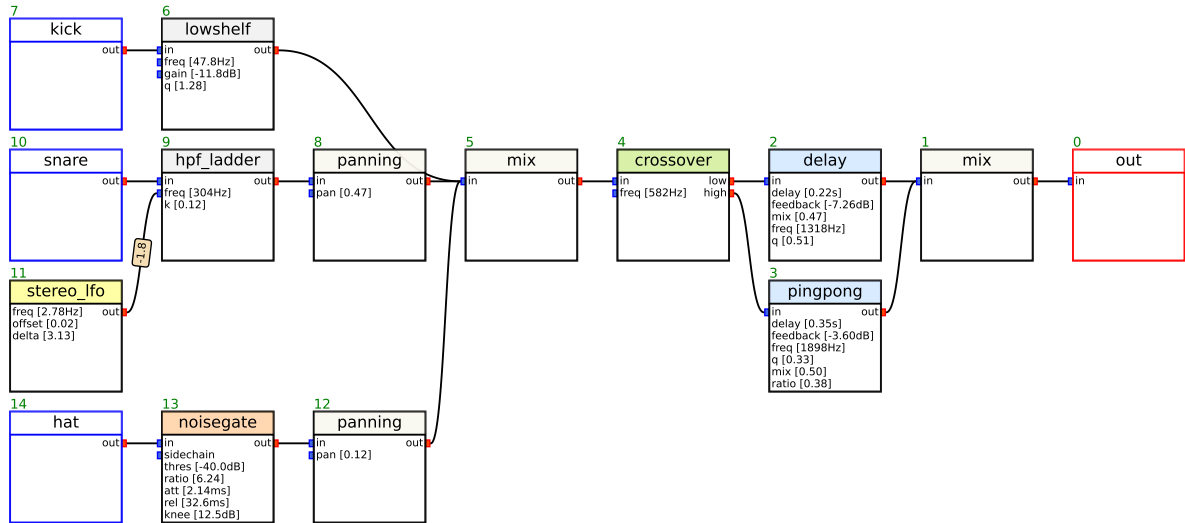 7
kick
out
6
lowshelf
in out
freq [47.8Hz]
gain [-11.8dB]
q [1.28]
10
snare
out
9
hpf_ladder
in out
freq [304Hz]
k [0.12]
8
panning
in out
pan [0.47]
5
mix
in out
4
crossover
in low
freq [582Hz] high
2
delay
in out
delay [0.22s]
feedback [-7.26dB]
mix [0.47]
freq [1318Hz]
q [0.51]
1
mix
in out
0
out
in
-1.8
11
stereo_lfo
freq [2.78Hz] out
offset [0.02]
delta [3.13]
3
pingpong
in out
delay [0.35s]
feedback [-3.60dB]
freq [1898Hz]
q [0.33]
mix [0.50]
ratio [0.38]
14
hat
out
13
noisegate
in out
sidechain
thres [-40.0dB]
ratio [6.24]
att [2.14ms]
rel [32.6ms]
knee [12.5dB]
12
panning
in out
pan [0.12]